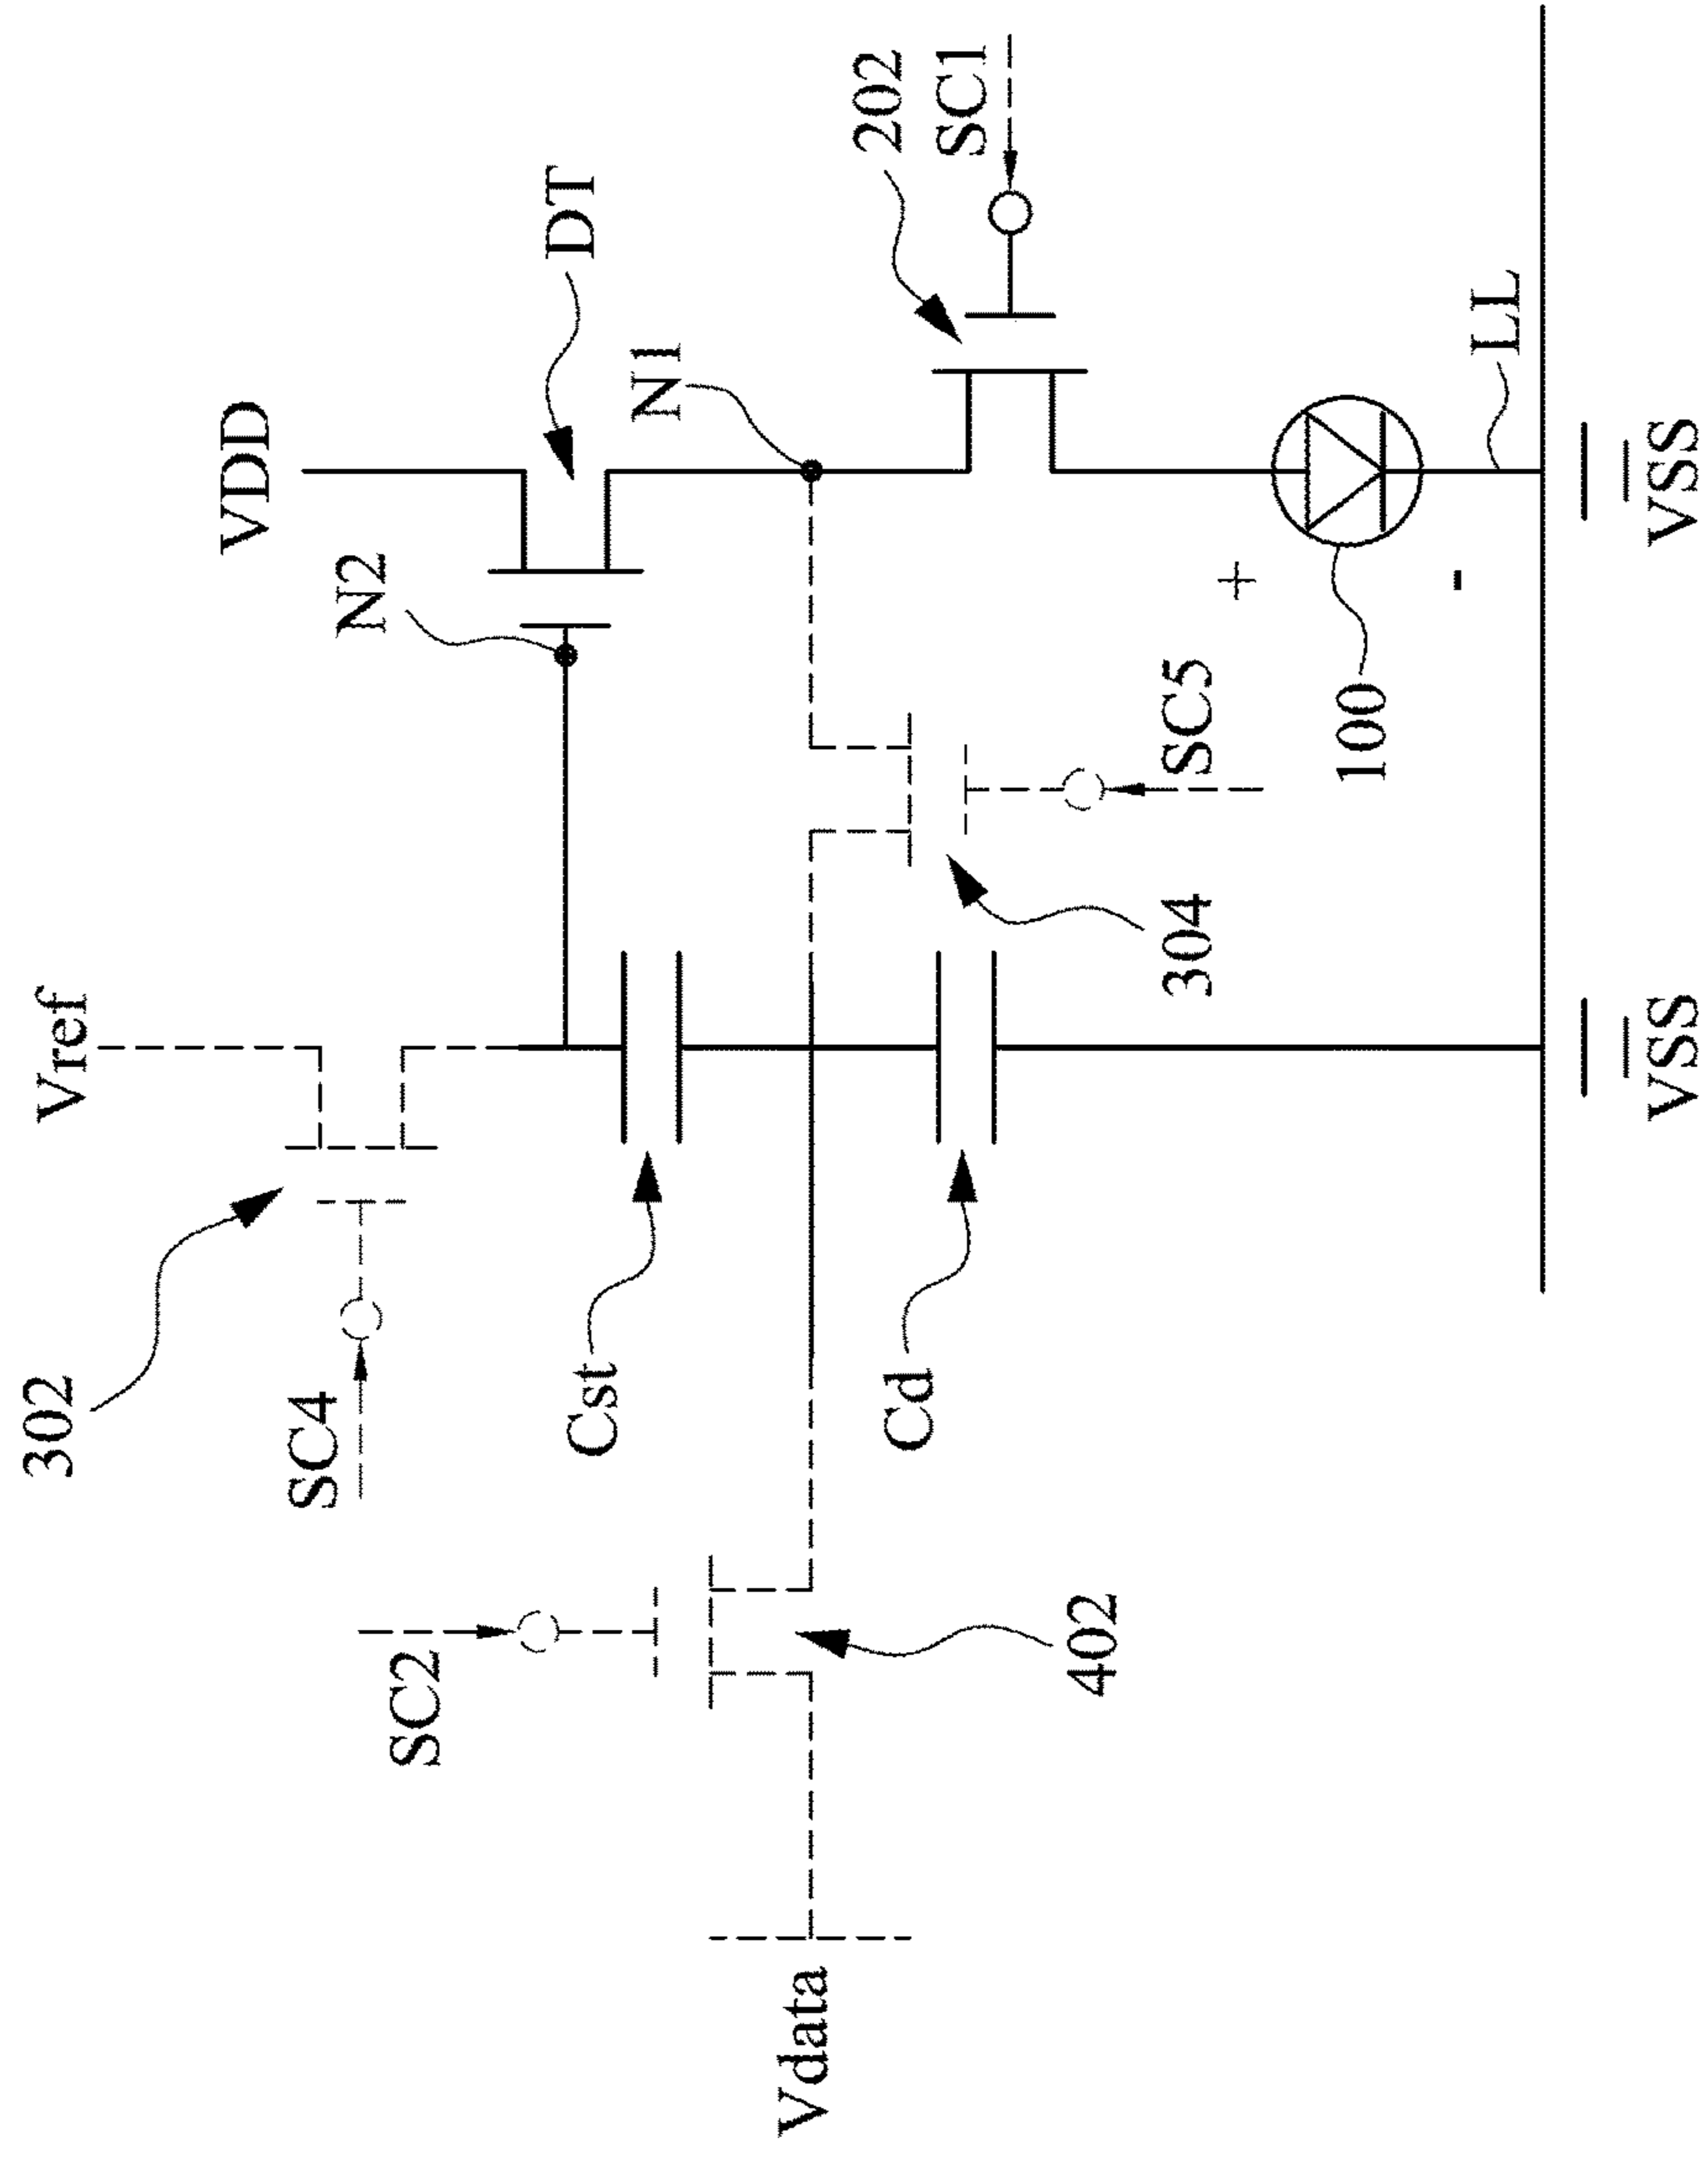 VDD
DT
N2
N1
202
SC1
Vref
302
SC4
Cst
Cd
SC2
402
Vdata
304
SC5
+
-
100
LL
VSS
VSS